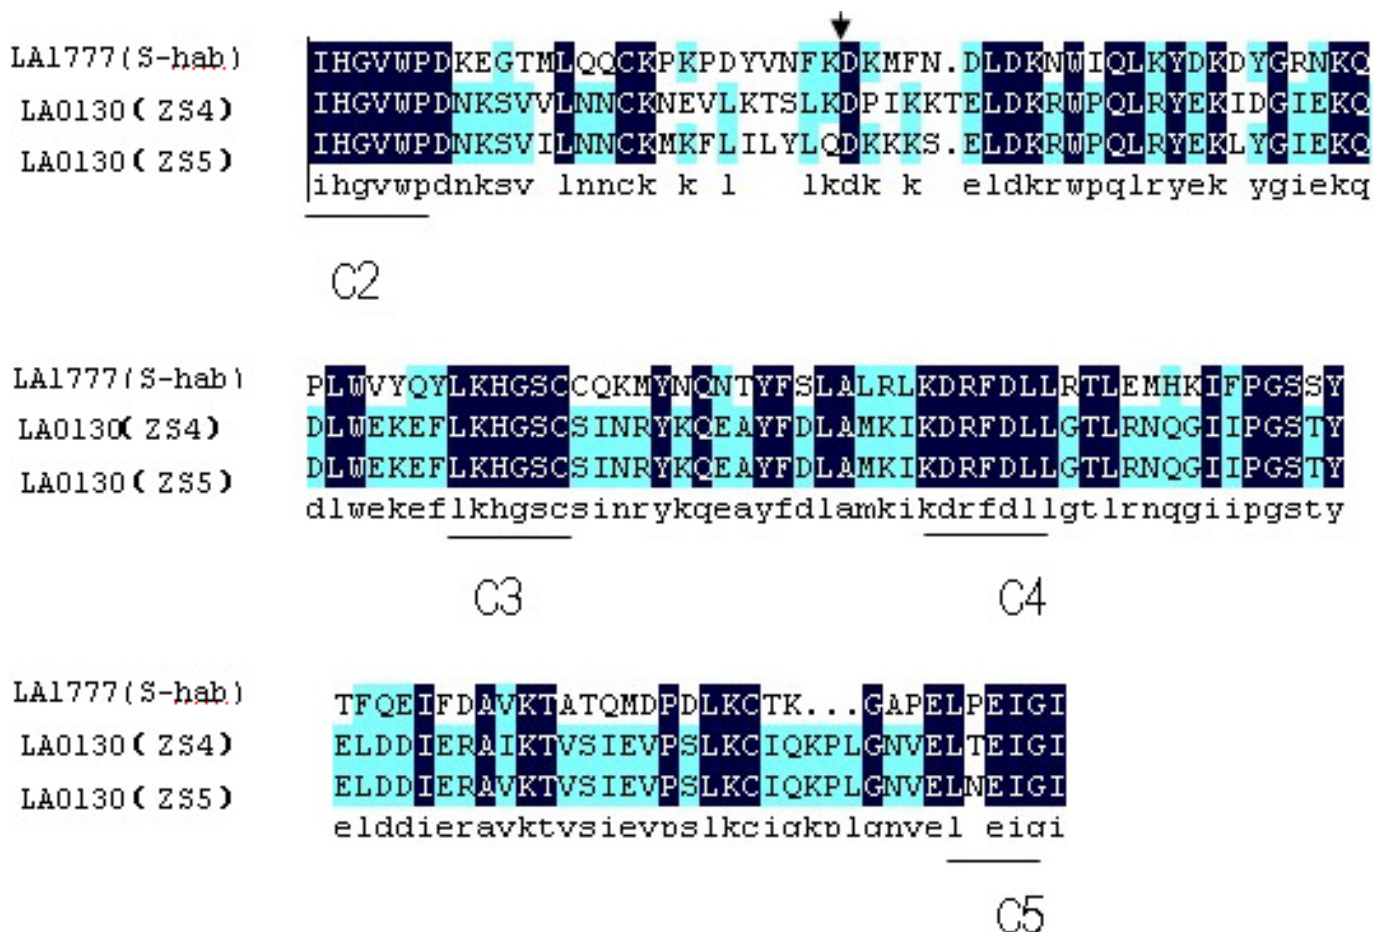 LA1777(S-hab) IHGVWPDKEGTMLQQCKPKPDYVNFKDKMFN.DLDKNWIQLKYDKDYGRNKQ
LA0130(ZS4) IHGVWPDNKSVVLNNCKNEVLKTSLKDPIKKTELDKRWPQLRYEKIDGIEKQ
LA0130(ZS5) IHGVWPDNKSVILNNCKMKFLILYLQDKKKS.ELDKRWPQLRYEKLYGIEKQ
ihgvwpdnksv lnnck k l   lkdk k  eldkrwpqlryek ygiekq
C2
LA1777(S-hab) PLWVYQYLKHGSCCQKMYNQNTYFSLALRLKDRFDLLRTLEMHKIFPGSSY
LA0130(ZS4) DLWEKEFLKHGSCSINRYKQEAYFDLAMKIKDRFDLLGTLRNQGIIPGSTY
LA0130(ZS5) DLWEKEFLKHGSCSINRYKQEAYFDLAMKIKDRFDLLGTLRNQGIIPGSTY
dlwekeflkhgscsinrykqeayfdlamkikdrfdllgtlrnqgiipgsty
C3 C4
LA1777(S-hab) TFQEIFDAVKTATQMDPDLKCTK...GAPELPEIGI
LA0130(ZS4) ELDDIERAIKTVSIEVPSLKCIQKPLGNVELTEIGI
LA0130(ZS5) ELDDIERAVKTVSIEVPSLKCIQKPLGNVELNEIGI
elddieravktvsievpslkciqkplgnvel eigi
C5